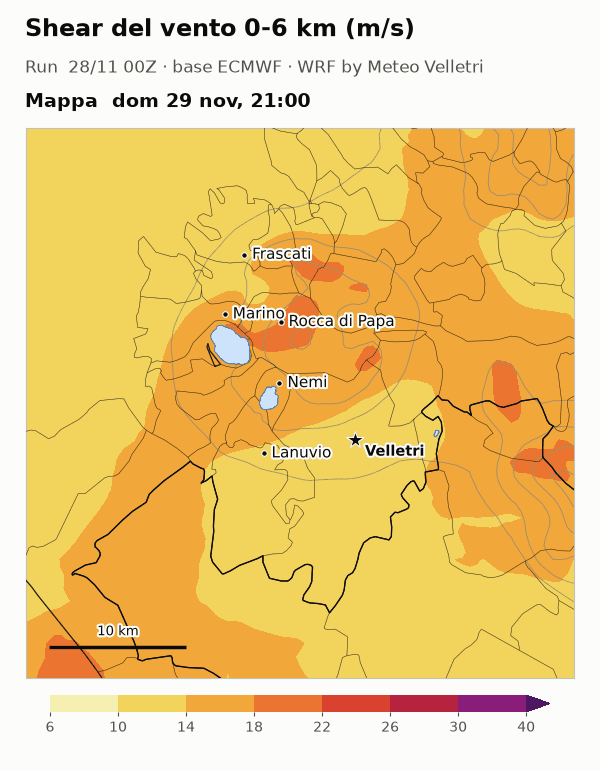 Shear del vento 0-6 km (m/s)
Run  28/11 00Z · base ECMWF · WRF by Meteo Velletri
Mappa  dom 29 nov, 21:00
Frascati
Marino
Rocca di Papa
Nemi
Velletri
Lanuvio
10 km
6 10 14 18 22 26 30 40